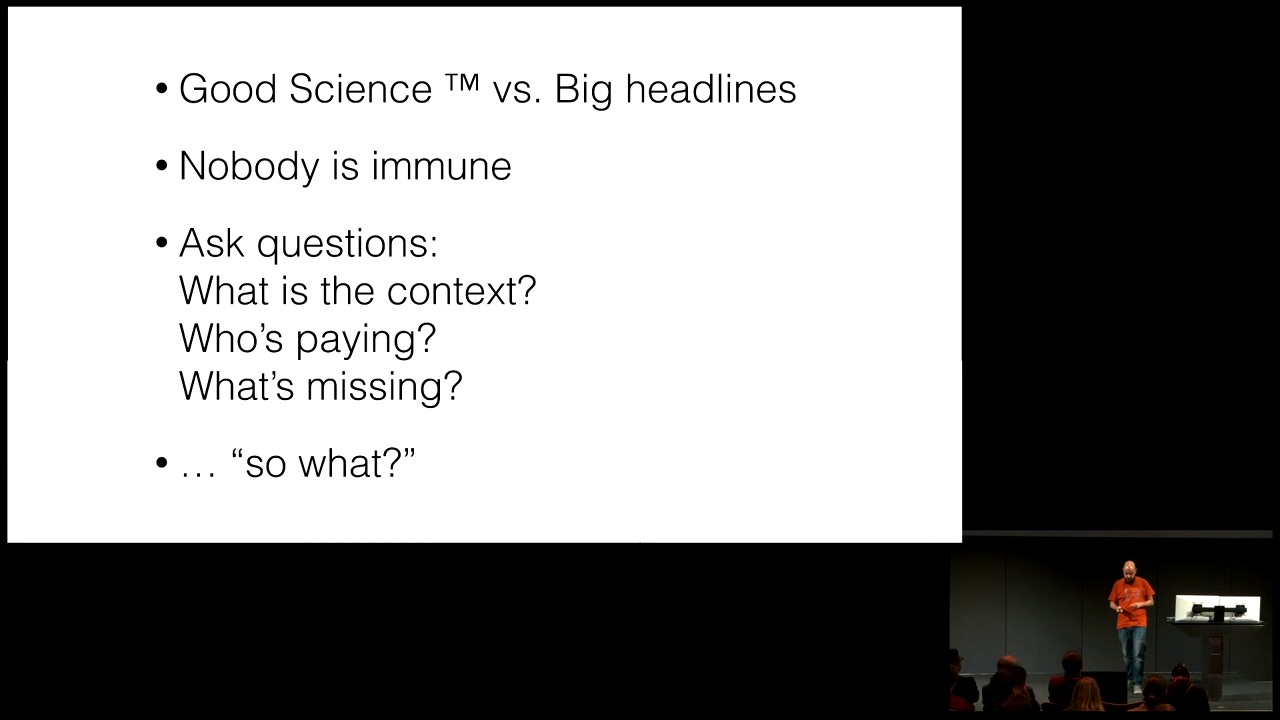 • Good Science ™ vs. Big headlines
• Nobody is immune
• Ask questions:
What is the context?
Who’s paying?
What’s missing?
• … “so what?”